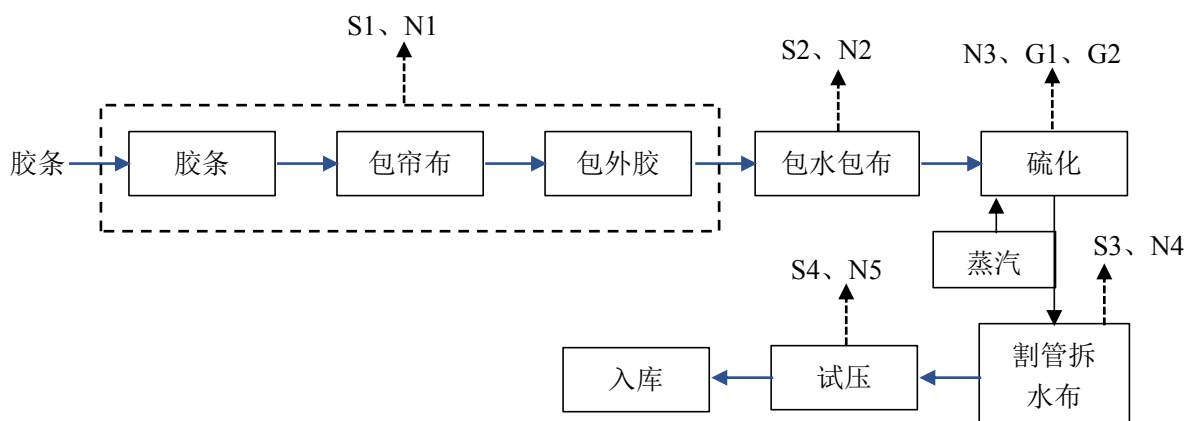 S1、N1
S2、N2
N3、G1、G2
胶条
胶条
包帘布
包外胶
包水包布
硫化
蒸汽
S3、N4
S4、N5
入库
试压
割管拆
水布